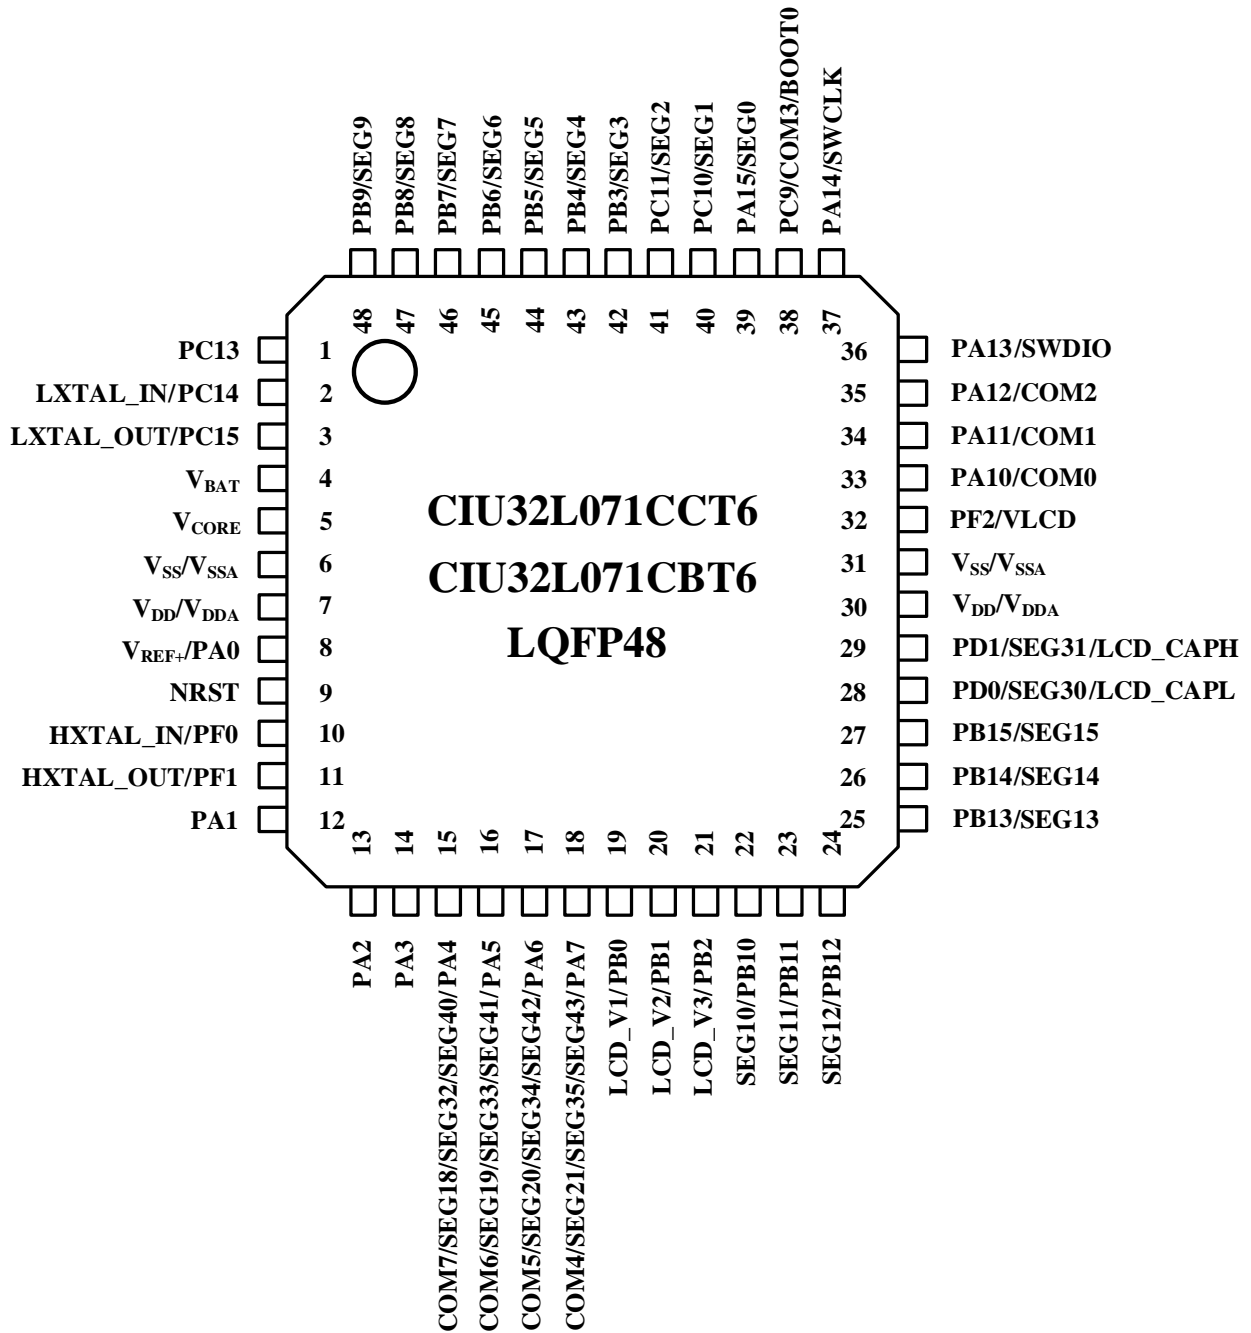 PB9/SEG9
PB8/SEG8
PB7/SEG7
PB6/SEG6
PB5/SEG5
PB4/SEG4
PB3/SEG3
PC11/SEG2
PC10/SEG1
PA15/SEG0
PC9/COM3/BOOT0
PA14/SWCLK
48
47
46
45
44
43
42
41
40
39
38
37
PC13 1
LXTAL_IN/PC14 2
LXTAL_OUT/PC15 3
VBAT 4
VCORE 5
VSS/VSSA 6
VDD/VDDA 7
VREF+/PA0 8
NRST 9
HXTAL_IN/PF0 10
HXTAL_OUT/PF1 11
PA1 12
CIU32L071CCT6
CIU32L071CBT6
LQFP48
36 PA13/SWDIO
35 PA12/COM2
34 PA11/COM1
33 PA10/COM0
32 PF2/VLCD
31 VSS/VSSA
30 VDD/VDDA
29 PD1/SEG31/LCD_CAPH
28 PD0/SEG30/LCD_CAPL
27 PB15/SEG15
26 PB14/SEG14
25 PB13/SEG13
13
14
15
16
17
18
19
20
21
22
23
24
PA2
PA3
COM7/SEG18/SEG32/SEG40/PA4
COM6/SEG19/SEG33/SEG41/PA5
COM5/SEG20/SEG34/SEG42/PA6
COM4/SEG21/SEG35/SEG43/PA7
LCD_V1/PB0
LCD_V2/PB1
LCD_V3/PB2
SEG10/PB10
SEG11/PB11
SEG12/PB12